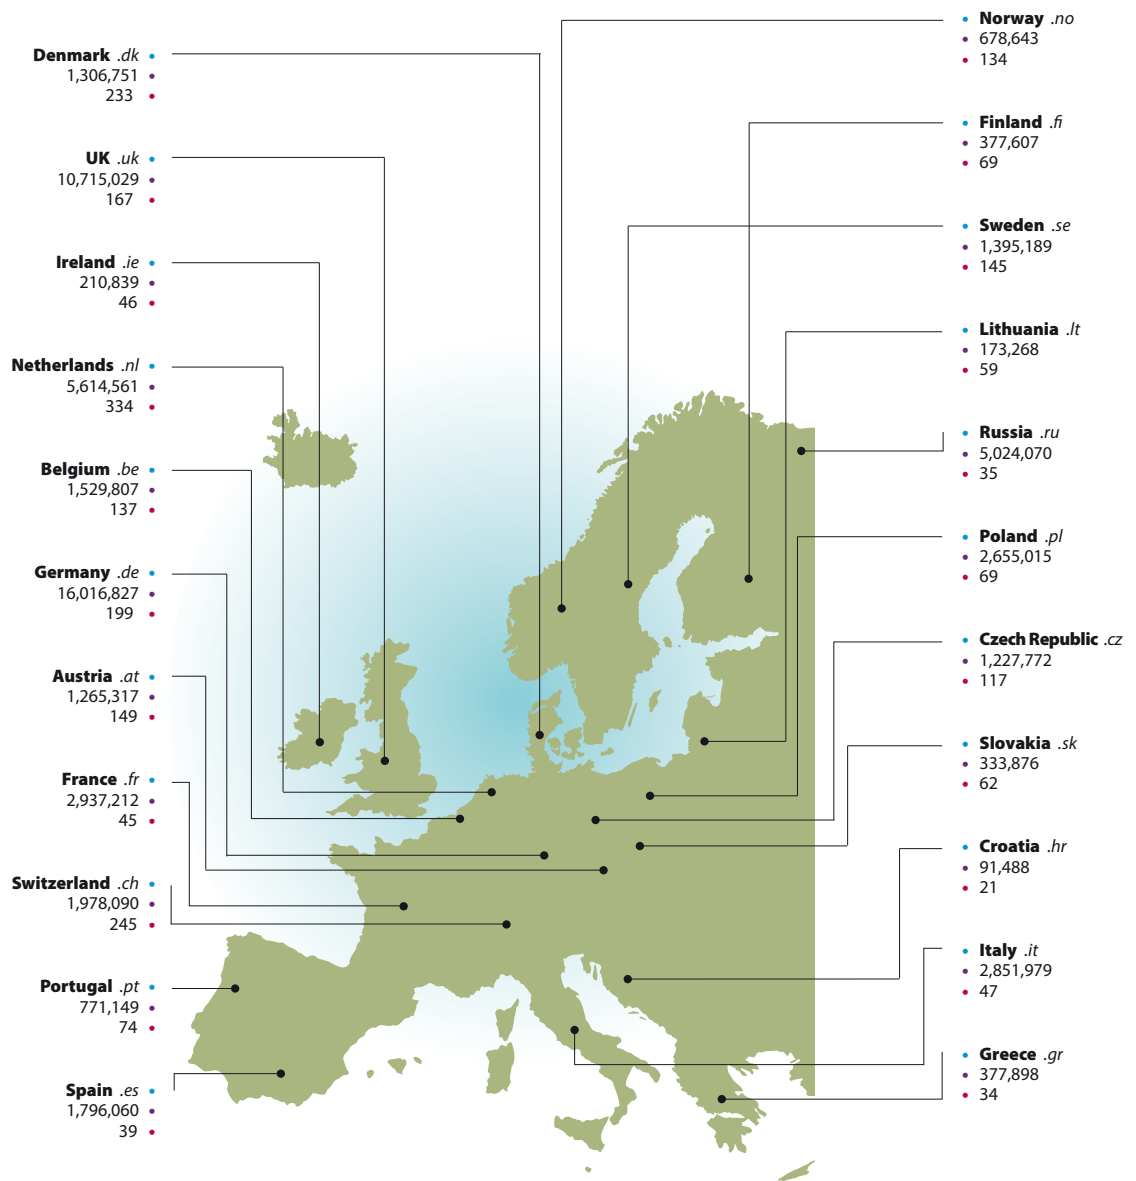 Denmark .dk
1,306,751
233
UK .uk
10,715,029
167
Ireland .ie
210,839
46
Netherlands .nl
5,614,561
334
Belgium .be
1,529,807
137
Germany .de
16,016,827
199
Austria .at
1,265,317
149
France .fr
2,937,212
45
Switzerland .ch
1,978,090
245
Portugal .pt
771,149
74
Spain .es
1,796,060
39
Norway .no
678,643
134
Finland .fi
377,607
69
Sweden .se
1,395,189
145
Lithuania .lt
173,268
59
Russia .ru
5,024,070
35
Poland .pl
2,655,015
69
Czech Republic .cz
1,227,772
117
Slovakia .sk
333,876
62
Croatia .hr
91,488
21
Italy .it
2,851,979
47
Greece .gr
377,898
34